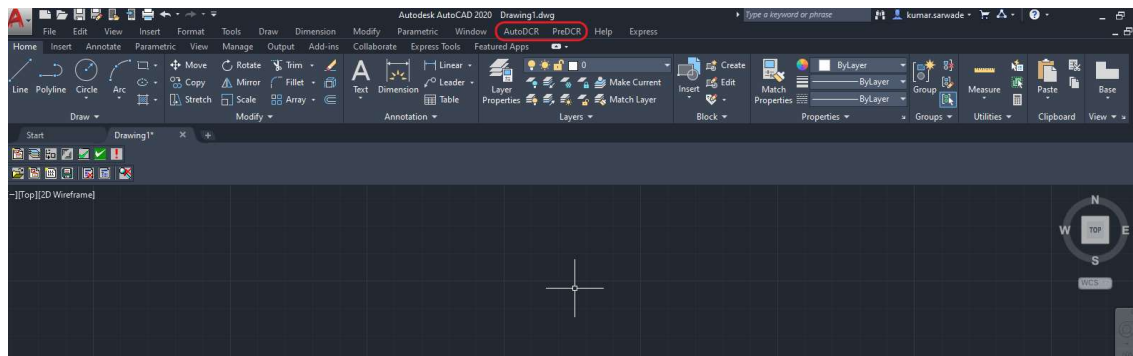 Autodesk AutoCAD 2020 Drawing1.dwg Type a keyword or phrase kumar.sarwade
File Edit View Insert Format Tools Draw Dimension Modify Parametric Window AutoDCR PreDCR Help Express
Home Insert Annotate Parametric View Manage Output Add-ins Collaborate Express Tools Featured Apps
Move Rotate Trim Linear 0 Create ByLayer
Line Polyline Circle Arc Copy Mirror Fillet Text Dimension Leader Layer Properties Make Current Insert Edit Match Properties ByLayer Group Measure Paste Base
Stretch Scale Array Table Match Layer ByLayer
Draw Modify Annotation Layers Block Properties Groups Utilities Clipboard View
Start Drawing1*
−][Top][2D Wireframe]
N
W TOP E
S
WCS